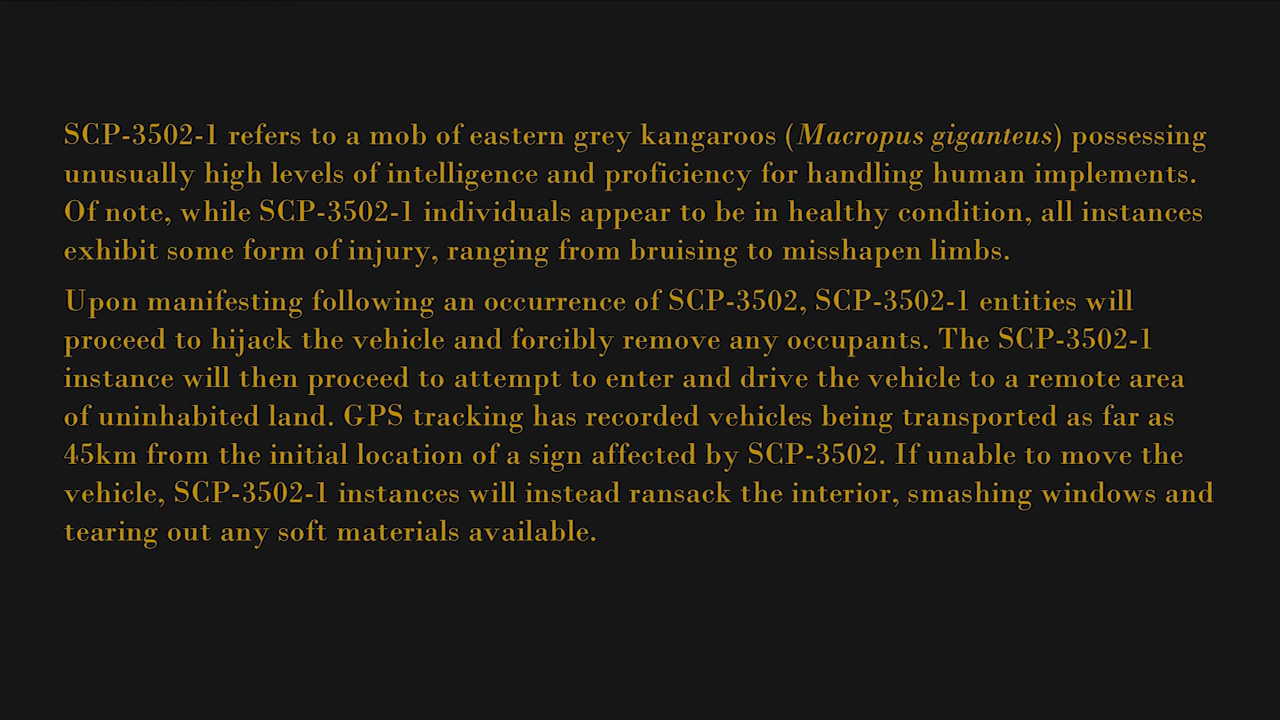 SCP-3502-1 refers to a mob of eastern grey kangaroos (Macropus giganteus) possessing
unusually high levels of intelligence and proficiency for handling human implements.
Of note, while SCP-3502-1 individuals appear to be in healthy condition, all instances
exhibit some form of injury, ranging from bruising to misshapen limbs.
Upon manifesting following an occurrence of SCP-3502, SCP-3502-1 entities will
proceed to hijack the vehicle and forcibly remove any occupants. The SCP-3502-1
instance will then proceed to attempt to enter and drive the vehicle to a remote area
of uninhabited land. GPS tracking has recorded vehicles being transported as far as
45km from the initial location of a sign affected by SCP-3502. If unable to move the
vehicle, SCP-3502-1 instances will instead ransack the interior, smashing windows and
tearing out any soft materials available.